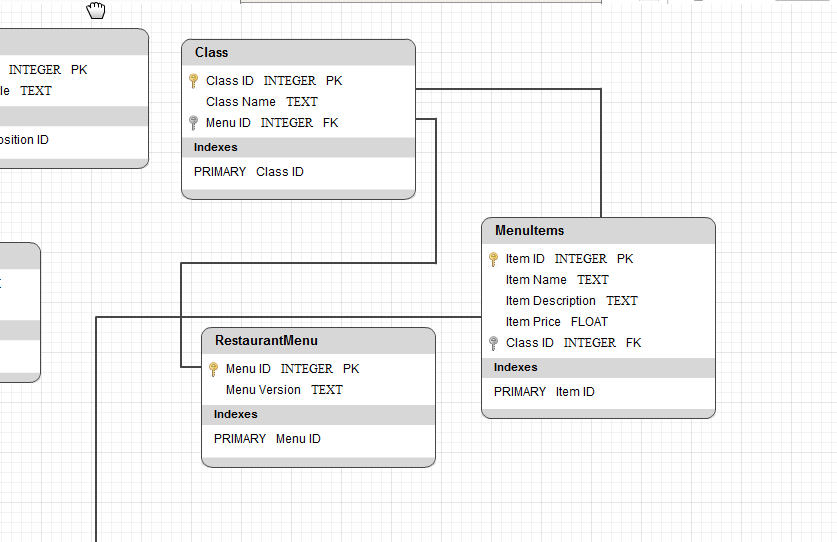 INTEGER PK
le TEXT
osition ID
Class
Class ID INTEGER PK
Class Name TEXT
Menu ID INTEGER FK
Indexes
PRIMARY Class ID
MenuItems
Item ID INTEGER PK
Item Name TEXT
Item Description TEXT
Item Price FLOAT
Class ID INTEGER FK
Indexes
PRIMARY Item ID
RestaurantMenu
Menu ID INTEGER PK
Menu Version TEXT
Indexes
PRIMARY Menu ID